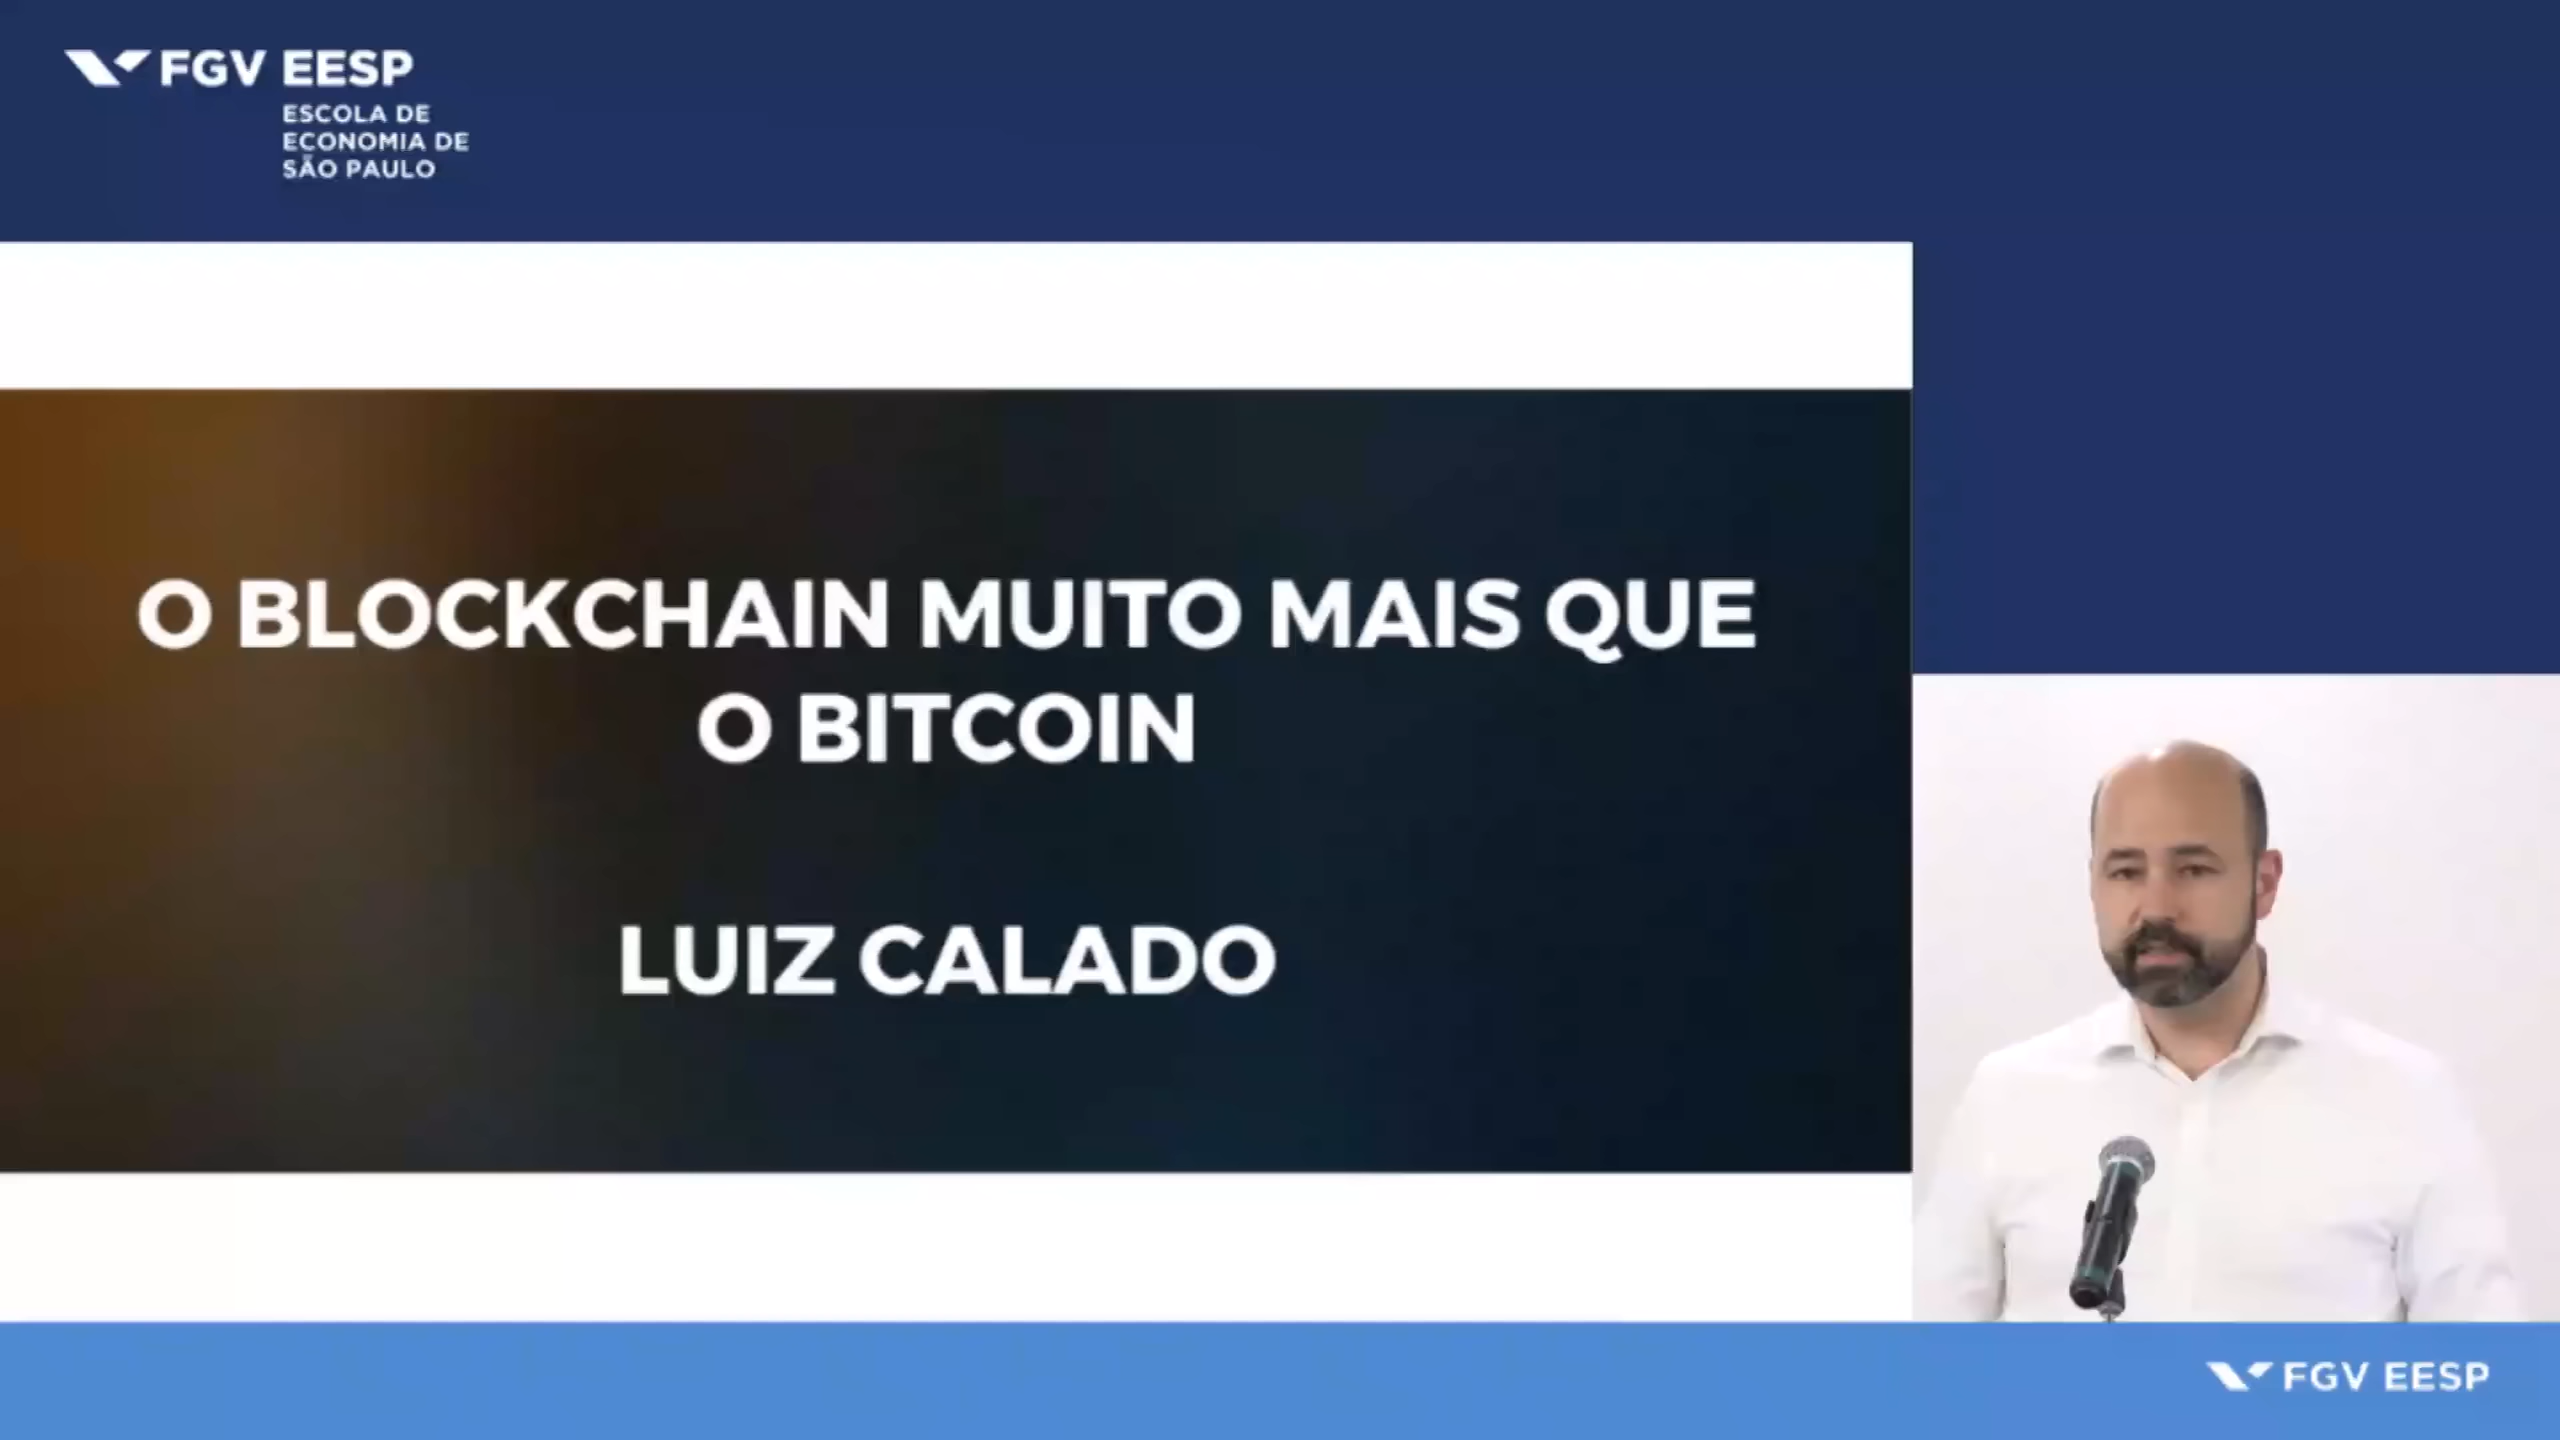 FGV EESP
ESCOLA DE
ECONOMIA DE
SÃO PAULO
O BLOCKCHAIN MUITO MAIS QUE
O BITCOIN
LUIZ CALADO
FGV EESP